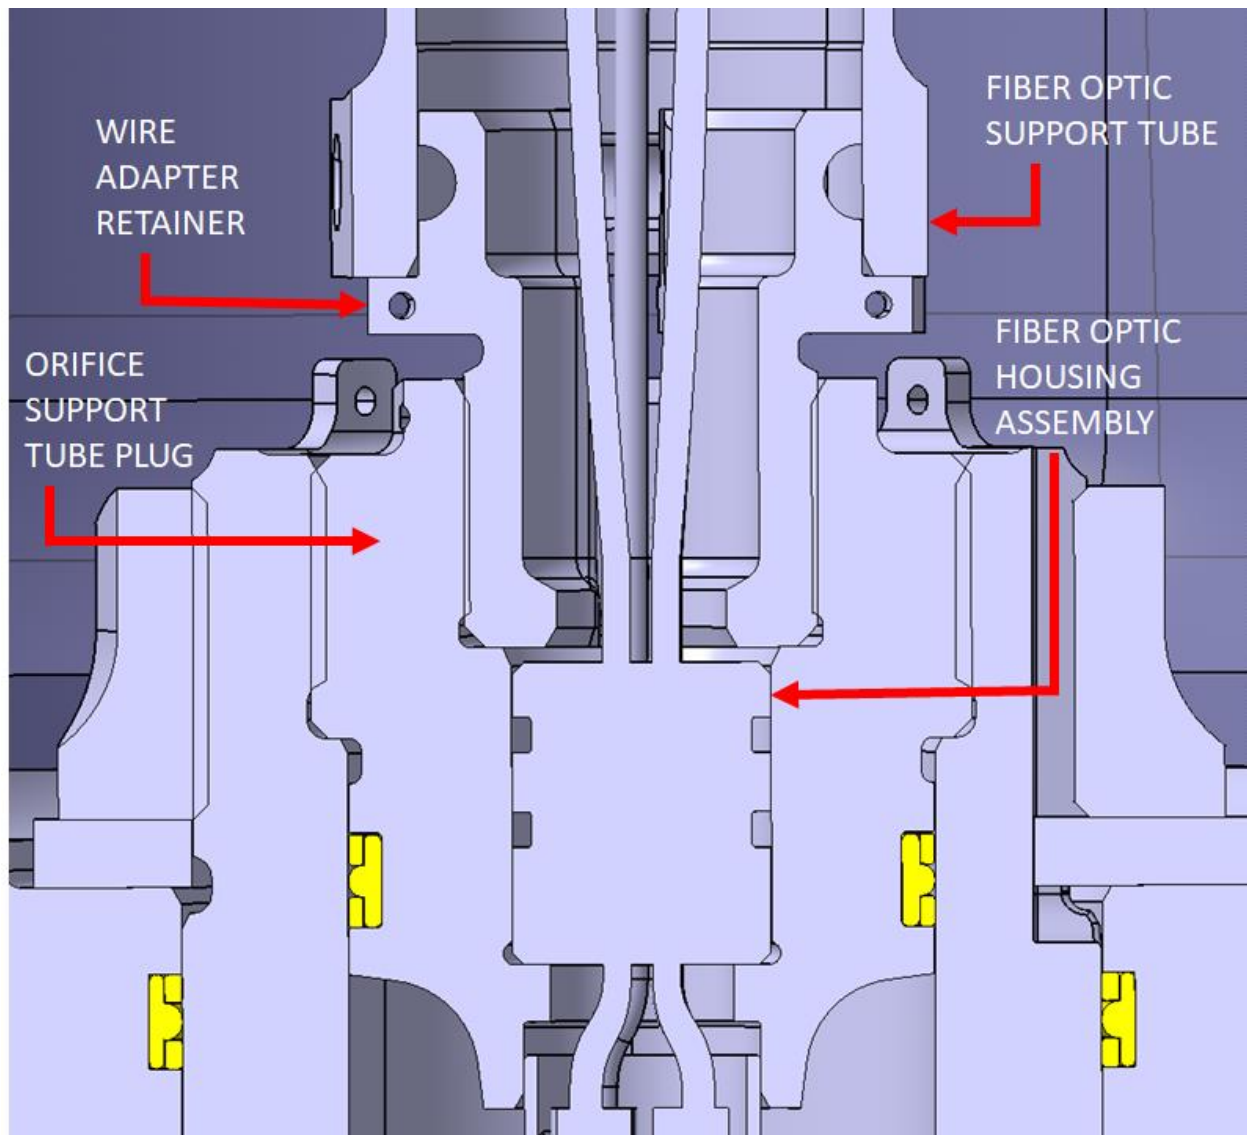 WIRE
ADAPTER
RETAINER
FIBER OPTIC
SUPPORT TUBE
ORIFICE
SUPPORT
TUBE PLUG
FIBER OPTIC
HOUSING
ASSEMBLY